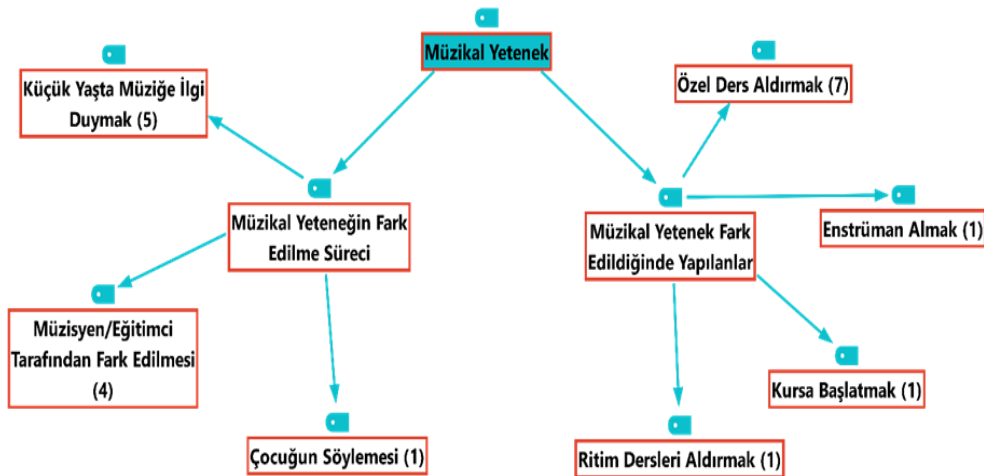 Müzikal Yetenek
Küçük Yaşta Müziğe İlgi
Duymak (5)
Özel Ders Aldırmak (7)
Müzikal Yeteneğin Fark
Edilme Süreci
Müzikal Yetenek Fark
Edildiğinde Yapılanlar
Enstrüman Almak (1)
Müzisyen/Eğitimci
Tarafından Fark Edilmesi
(4)
Kursa Başlatmak (1)
Çocuğun Söylemesi (1)
Ritim Dersleri Aldırmak (1)